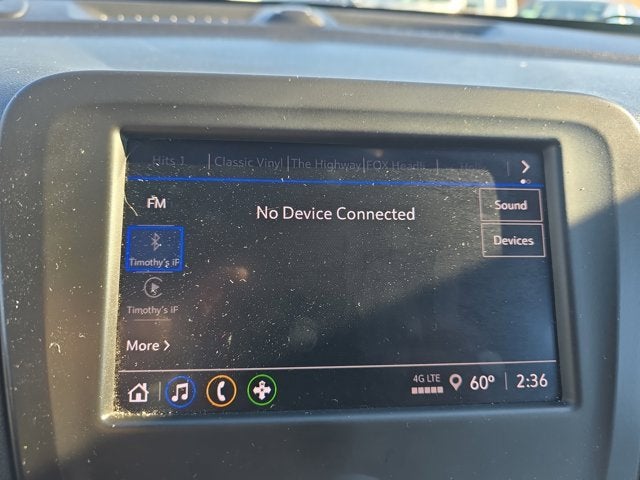 Hits 1 Classic Vinyl The Highway FOX Headli
FM
No Device Connected
Sound
Devices
Timothy's iF
Timothy's iF
More >
4G LTE 60° 2:36